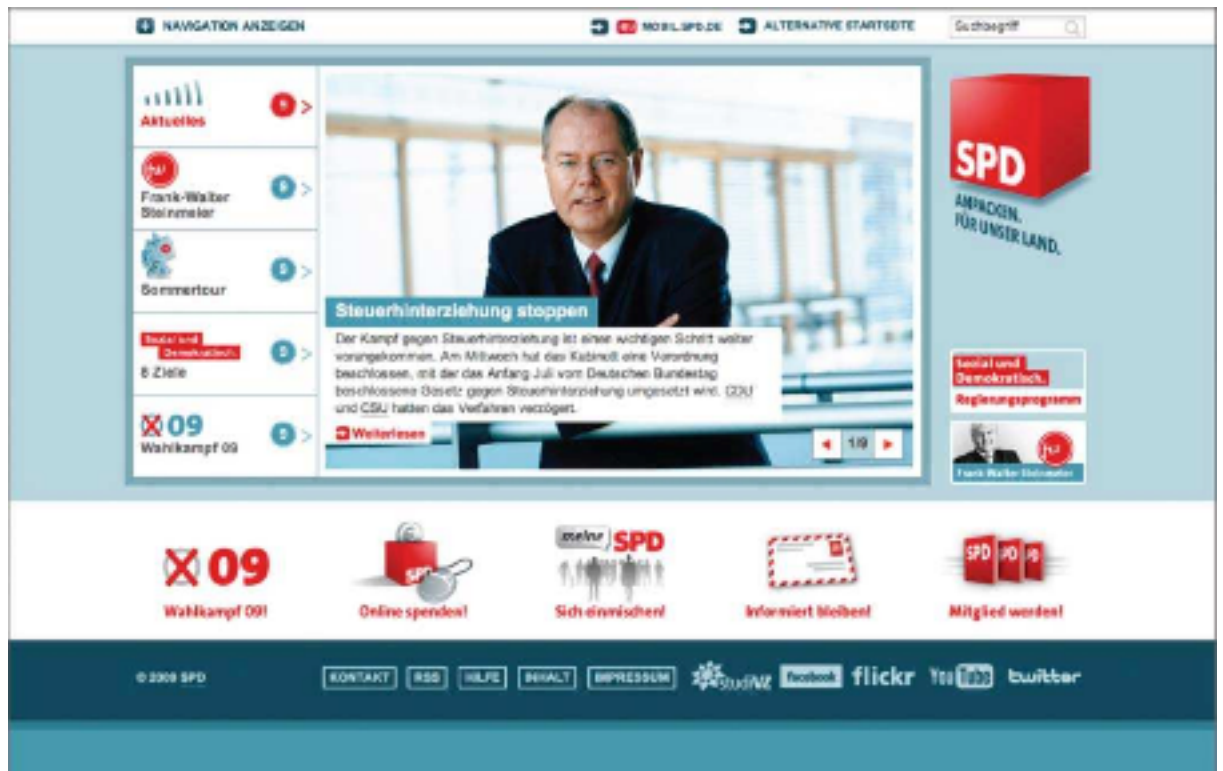 NAVIGATION ANZEIGEN
MOBIL.SPD.DE
ALTERNATIVE STARTSEITE
Suchbegriff
Aktuelles
9 >
fw
Frank-Walter
Steinmeier
Sommertour
Sozial und
Demokratisch.
8 Ziele
09
Wahlkampf 09
Steuerhinterziehung stoppen
Der Kampf gegen Steuerhinterziehung ist einen wichtigen Schritt weiter
vorangekommen. Am Mittwoch hat das Kabinett eine Verordnung
beschlossen, mit der das Anfang Juli vom Deutschen Bundestag
beschlossene Gesetz gegen Steuerhinterziehung umgesetzt wird. CDU
und CSU hatten das Verfahren verzögert.
Weiterlesen
1/9
SPD
ANPACKEN.
FÜR UNSER LAND.
Sozial und
Demokratisch.
Regierungsprogramm
fw
Frank Walter Steinmeier
09
Wahlkampf 09!
SPD
Online spenden!
meine SPD
Sich einmischen!
Informiert bleiben!
SPD
Mitglied werden!
© 2009 SPD
KONTAKT
RSS
HILFE
INHALT
IMPRESSUM
studiVZ
facebook
flickr
YouTube
twitter